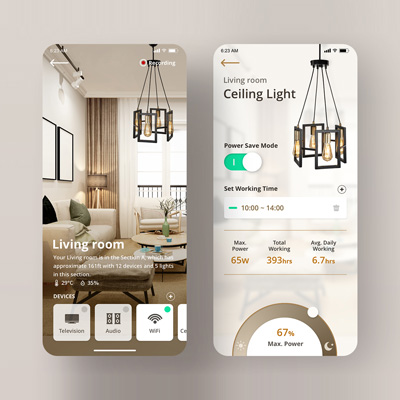 6:23 AM
Recording
Living room
Your Living room is in the Section A, which has
approximate 161ft with 12 devices and 5 lights
in this section.
29°C 35%
DEVICES
Television
Audio
WiFi
Ce
6:23 AM
Living room
Ceiling Light
Power Save Mode
Set Working Time
10:00 ~ 14:00
Max. Power
65w
Total Working
393hrs
Avg. Daily Working
6.7hrs
67%
Max. Power